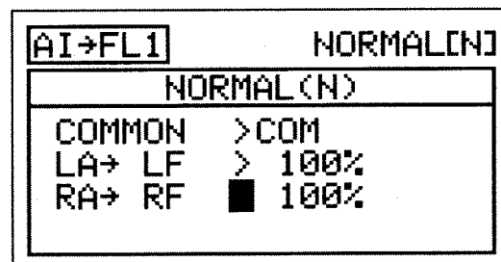 AI→FL1 NORMAL[N]
NORMAL(N)
COMMON >COM
LA→ LF > 100%
RA→ RF █ 100%